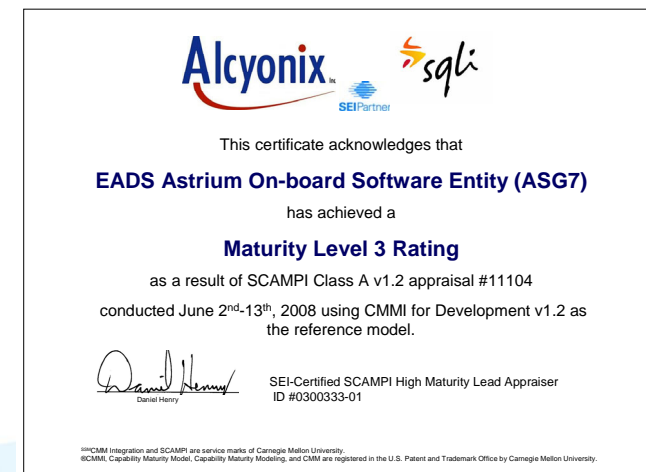 Alcyonix Inc
sqli
SEIPartner
This certificate acknowledges that
EADS Astrium On-board Software Entity (ASG7)
has achieved a
Maturity Level 3 Rating
as a result of SCAMPI Class A v1.2 appraisal #11104
conducted June 2nd-13th, 2008 using CMMI for Development v1.2 as
the reference model.
Daniel Henry
Daniel Henry
SEI-Certified SCAMPI High Maturity Lead Appraiser
ID #0300333-01
SMCMM Integration and SCAMPI are service marks of Carnegie Mellon University.
®CMMI, Capability Maturity Model, Capability Maturity Modeling, and CMM are registered in the U.S. Patent and Trademark Office by Carnegie Mellon University.